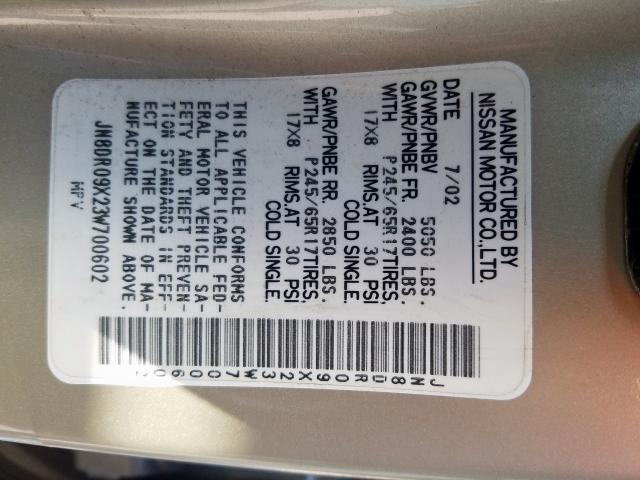 MANUFACTURED BY
NISSAN MOTOR CO.,LTD.
DATE 7/02
GVWR/PNBV 5050 LBS.
GAWR/PNBE FR. 2400 LBS.
WITH P245/65R17TIRES,
17X8 RIMS,AT 30 PSI
COLD SINGLE.
GAWR/PNBE RR. 2850 LBS.
WITH P245/65R17TIRES,
17X8 RIMS,AT 30 PSI
COLD SINGLE.
THIS VEHICLE CONFORMS
TO ALL APPLICABLE FED-
ERAL MOTOR VEHICLE SA-
FETY AND THEFT PREVEN-
TION STANDARDS IN EFF-
ECT ON THE DATE OF MA-
NUFACTURE SHOWN ABOVE.
JN8DR09X23W700602
MPV
JN8DR09X23W700602